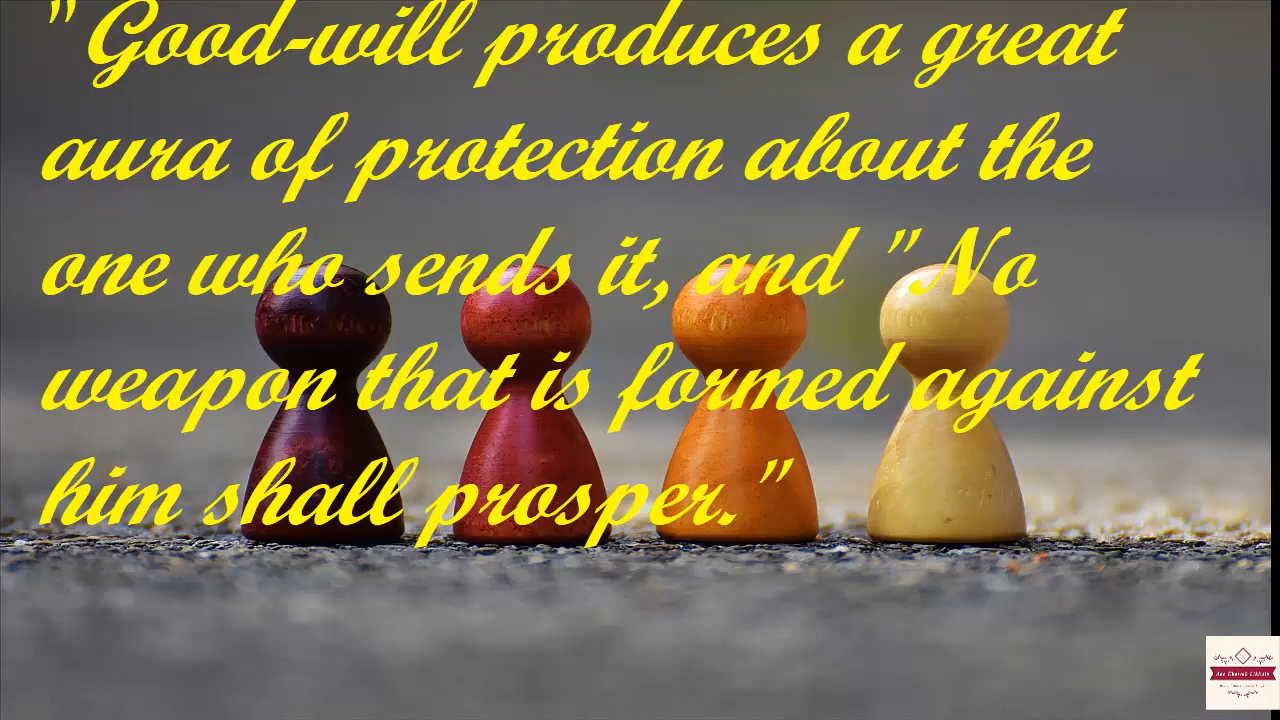 "Good-will produces a great
aura of protection about the
one who sends it, and "No
weapon that is formed against
him shall prosper."